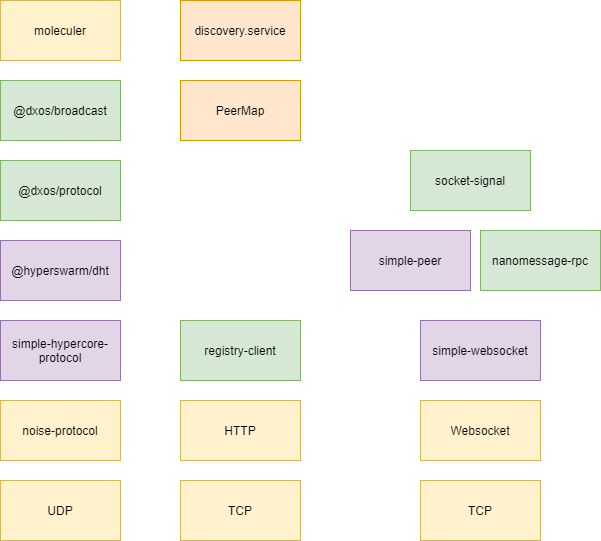 moleculer
discovery.service
@dxos/broadcast
PeerMap
@dxos/protocol
socket-signal
@hyperswarm/dht
simple-peer
nanomessage-rpc
simple-hypercore-
protocol
registry-client
simple-websocket
noise-protocol
HTTP
Websocket
UDP
TCP
TCP